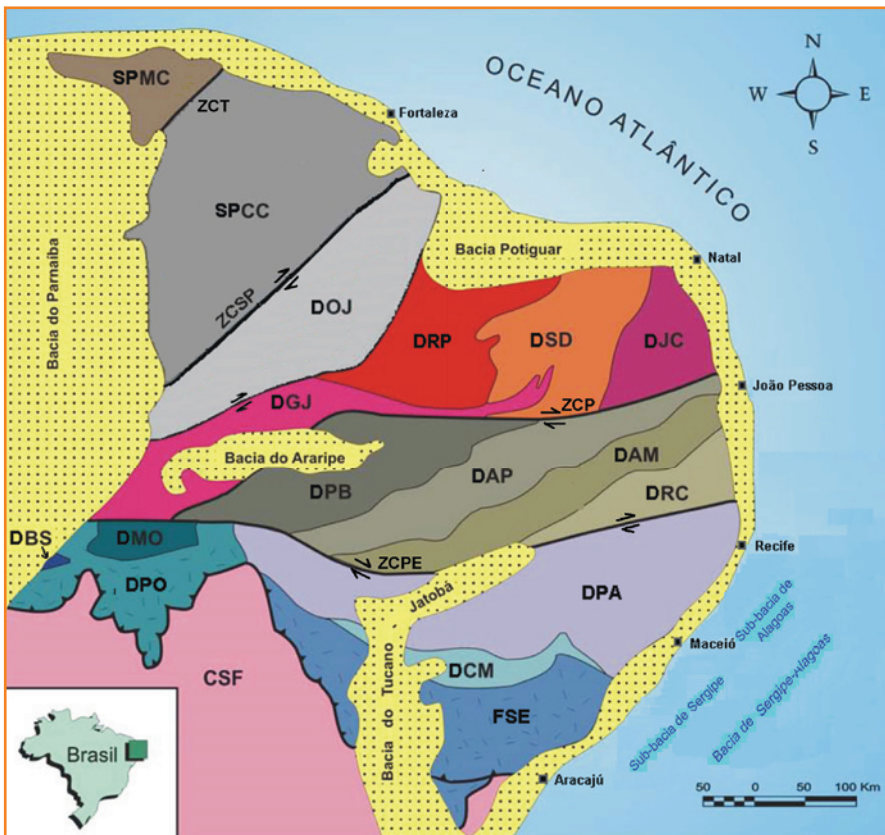 OCEANO ATLÂNTICO
N
W
E
S
SPMC
ZCT
Fortaleza
SPCC
Bacia do Parnaíba
Bacia Potiguar
Natal
ZCSP
DOJ
DRP
DSD
DJC
João Pessoa
DGJ
ZCP
Bacia do Araripe
DPB
DAP
DAM
DRC
DBS
DMO
ZCPE
Recife
DPO
Jatobá
DPA
Sub-bacia de
Alagoas
Maceió
CSF
DCM
Bacia do Tucano
FSE
Sub-bacia de Sergipe
Bacia de Sergipe-Alagoas
Brasil
Aracajú
50 0 50 100 Km